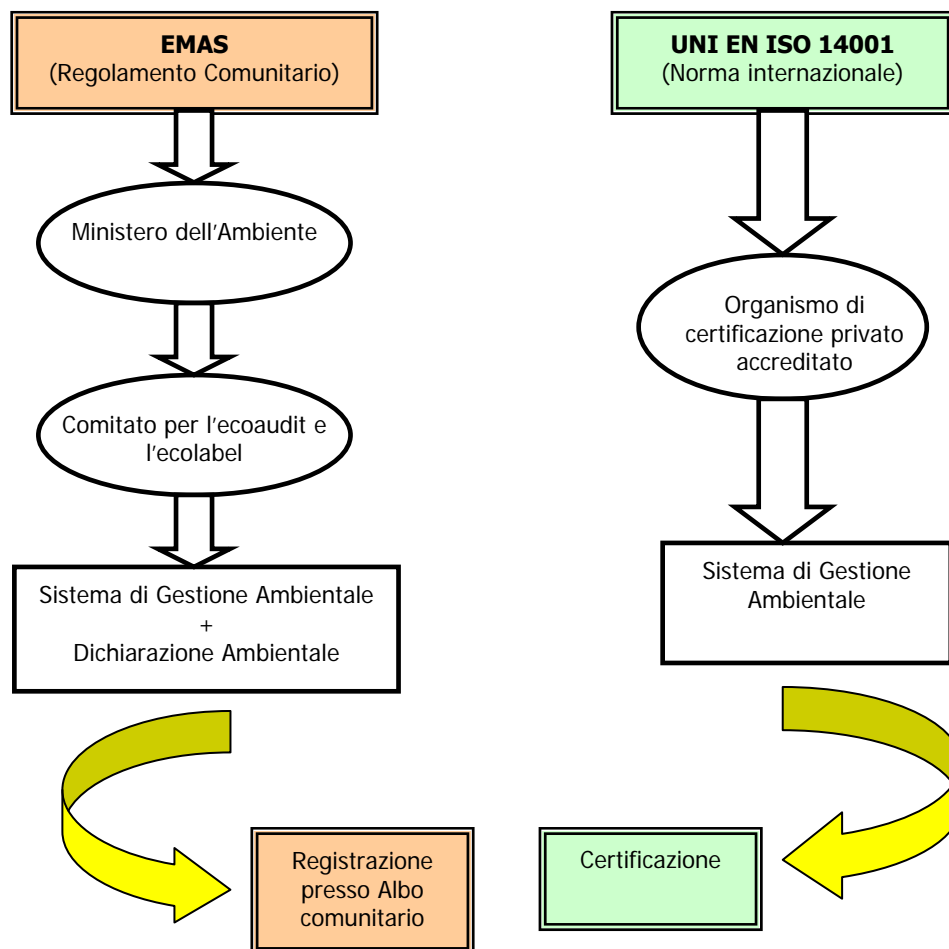 EMAS
(Regolamento Comunitario)
Ministero dell'Ambiente
Comitato per l'ecoaudit e
l'ecolabel
Sistema di Gestione Ambientale
+
Dichiarazione Ambientale
Registrazione
presso Albo
comunitario
UNI EN ISO 14001
(Norma internazionale)
Organismo di
certificazione privato
accreditato
Sistema di Gestione
Ambientale
Certificazione